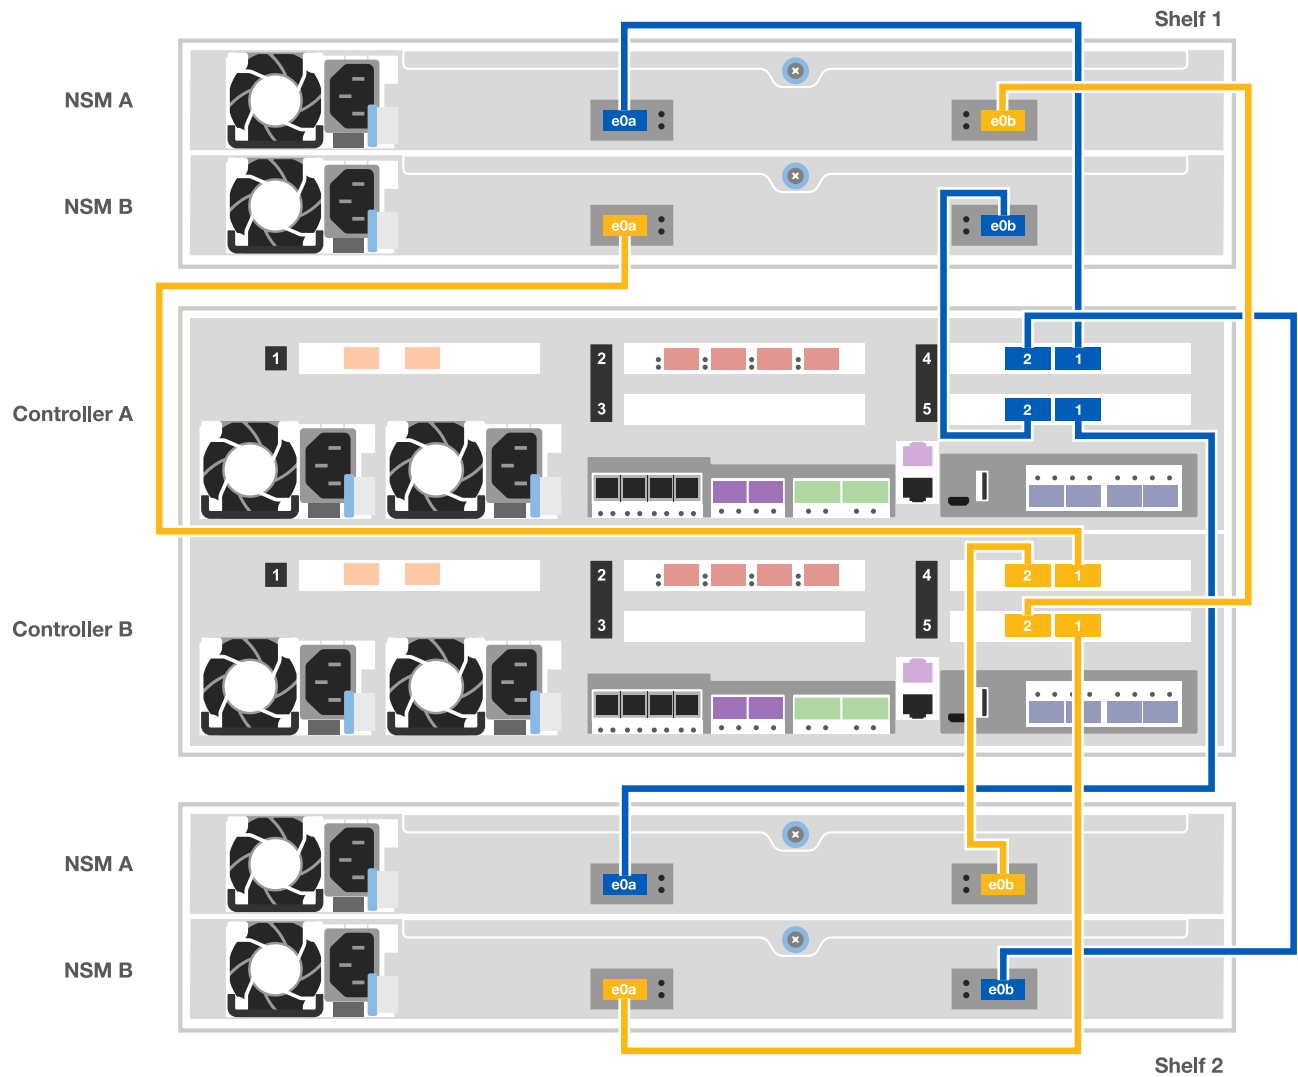 Shelf 1
NSM A
e0a
e0b
NSM B
e0a
e0b
1
2
4
2
1
Controller A
3
5
2
1
1
2
4
2
1
Controller B
3
5
2
1
NSM A
e0a
e0b
NSM B
e0a
e0b
Shelf 2